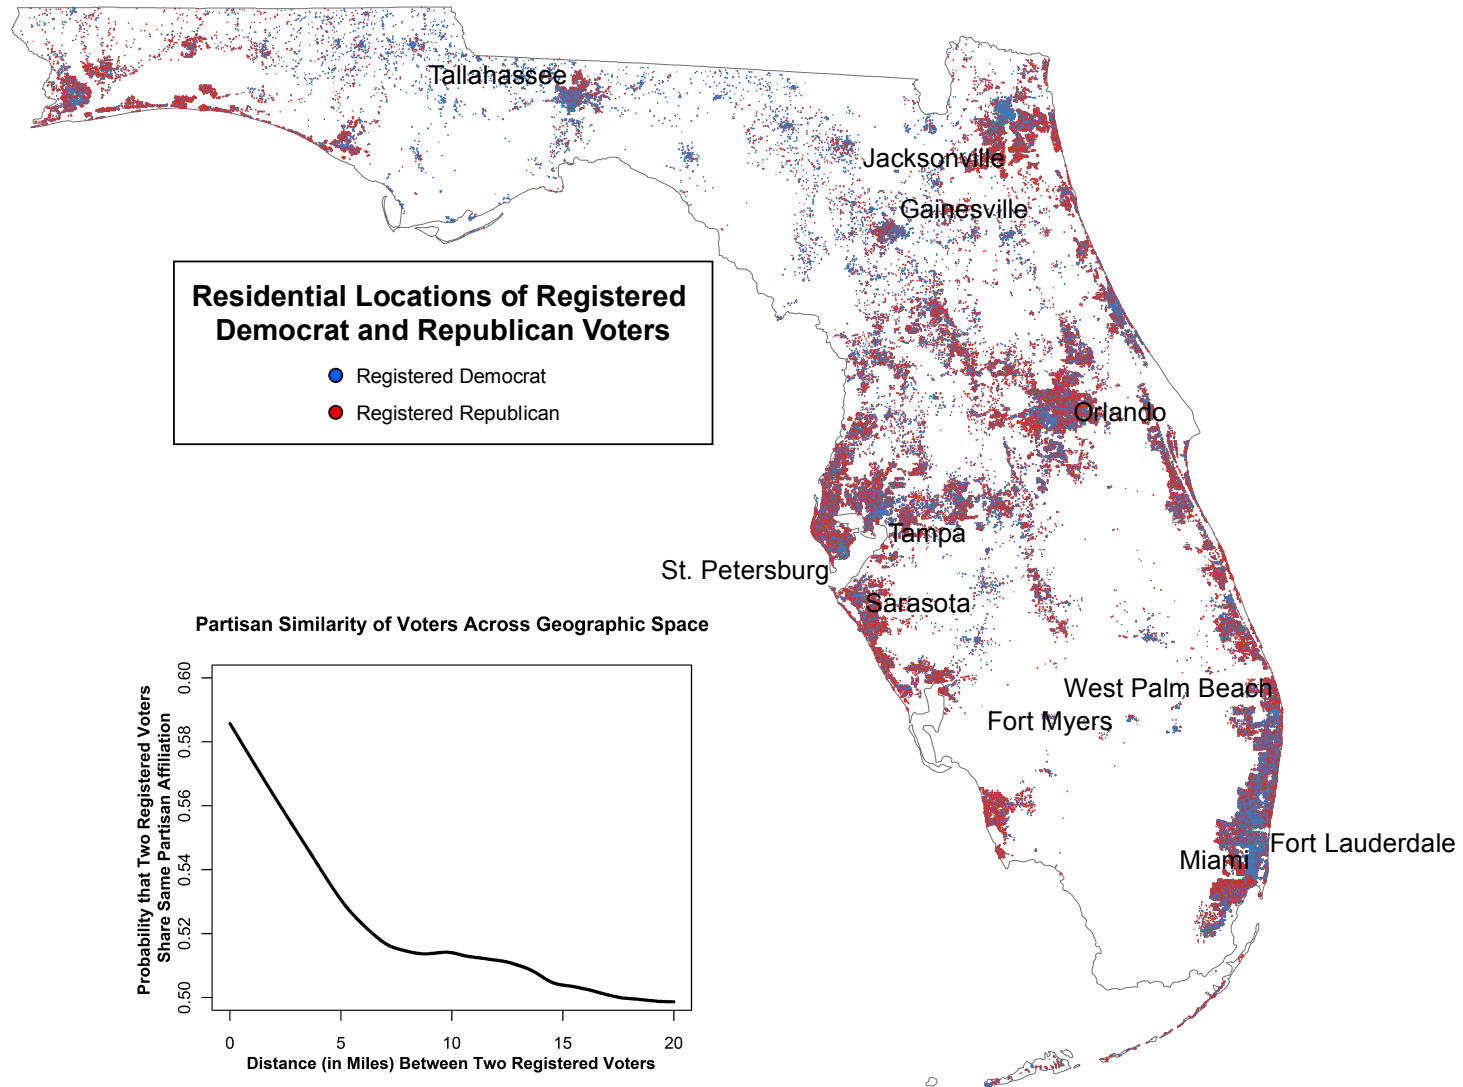 Tallahassee
Jacksonville
Gainesville
Residential Locations of Registered
Democrat and Republican Voters
Registered Democrat
Registered Republican
Orlando
Tampa
St. Petersburg
Sarasota
West Palm Beach
Fort Myers
Fort Lauderdale
Miami
Partisan Similarity of Voters Across Geographic Space
Probability that Two Registered Voters
Share Same Partisan Affiliation
0.60
0.58
0.56
0.54
0.52
0.50
0 5 10 15 20
Distance (in Miles) Between Two Registered Voters